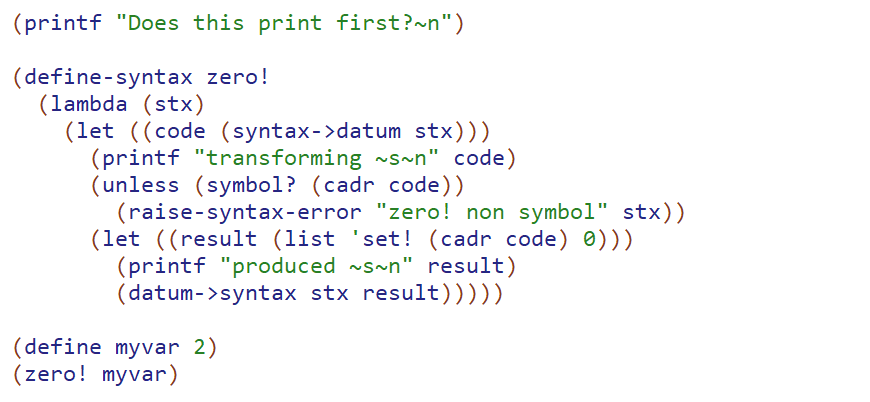 (printf "Does this print first?~n")

(define-syntax zero!
  (lambda (stx)
    (let ((code (syntax->datum stx)))
      (printf "transforming ~s~n" code)
      (unless (symbol? (cadr code))
        (raise-syntax-error "zero! non symbol" stx))
      (let ((result (list 'set! (cadr code) 0)))
        (printf "produced ~s~n" result)
        (datum->syntax stx result)))))

(define myvar 2)
(zero! myvar)